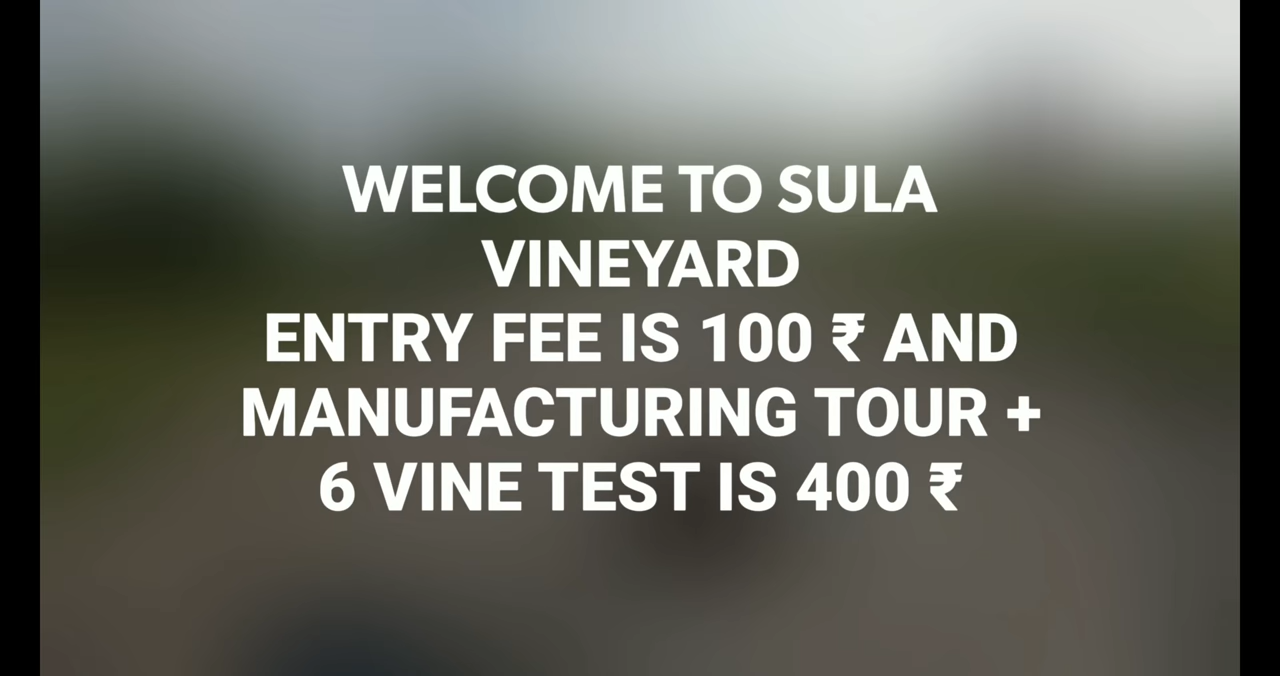 WELCOME TO SULA
VINEYARD
ENTRY FEE IS 100 ₹ AND
MANUFACTURING TOUR +
6 VINE TEST IS 400 ₹